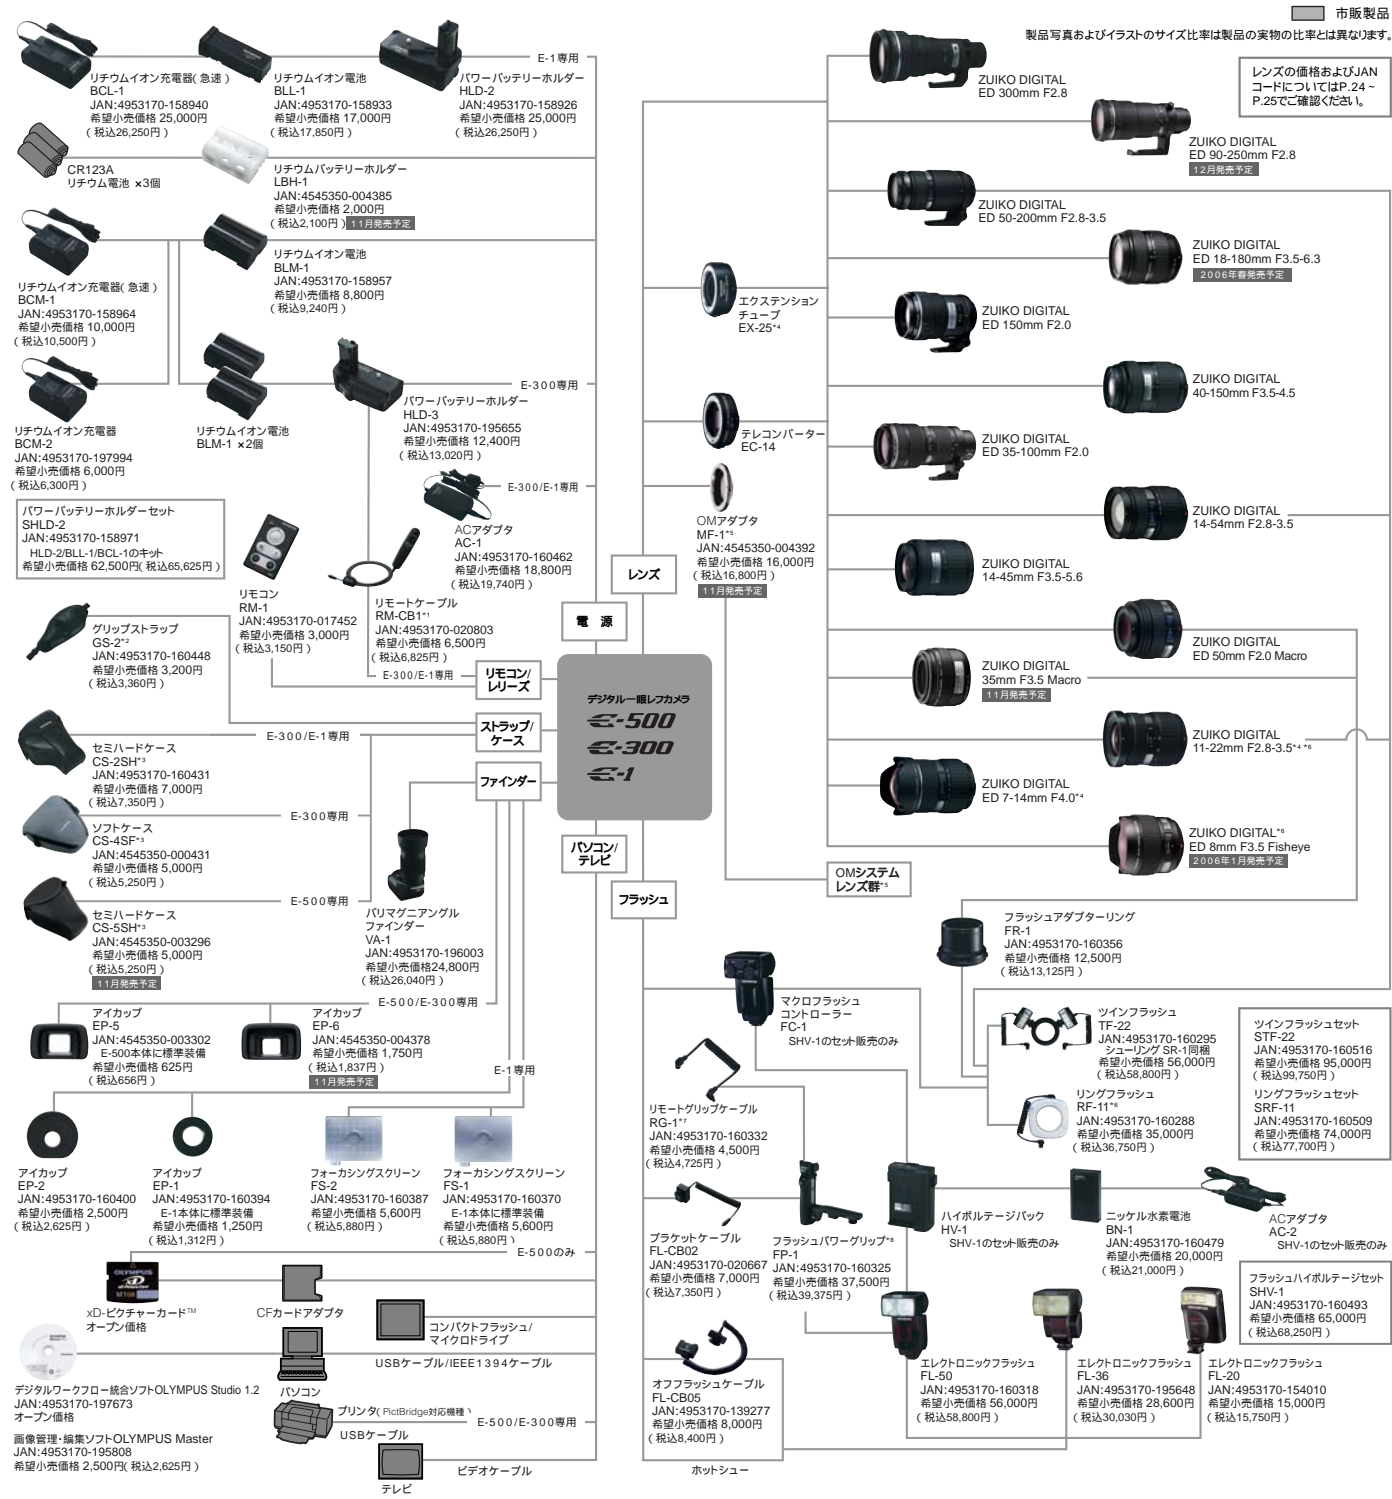 市販製品
製品写真およびイラストのサイズ比率は製品の実物の比率とは異なります。
レンズの価格およびJAN
コードについてはP.24~
P.25でご確認ください。
リチウムイオン充電器(急速)
BCL-1
JAN:4953170-158940
希望小売価格 25,000円
(税込26,250円)
リチウムイオン電池
BLL-1
JAN:4953170-158933
希望小売価格 17,000円
(税込17,850円)
E-1専用
パワーバッテリーホルダー
HLD-2
JAN:4953170-158926
希望小売価格 25,000円
(税込26,250円)
CR123A
リチウム電池 ×3個
リチウムバッテリーホルダー
LBH-1
JAN:4545350-004385
希望小売価格 2,000円
(税込2,100円) 11月発売予定
リチウムイオン充電器(急速)
BCM-1
JAN:4953170-158964
希望小売価格 10,000円
(税込10,500円)
リチウムイオン電池
BLM-1
JAN:4953170-158957
希望小売価格 8,800円
(税込9,240円)
リチウムイオン充電器
BCM-2
JAN:4953170-197994
希望小売価格 6,000円
(税込6,300円)
リチウムイオン電池
BLM-1 ×2個
E-300専用
パワーバッテリーホルダー
HLD-3
JAN:4953170-195655
希望小売価格 12,400円
(税込13,020円)
E-300/E-1専用
ACアダプタ
AC-1
JAN:4953170-160462
希望小売価格 18,800円
(税込19,740円)
パワーバッテリーホルダーセット
SHLD-2
JAN:4953170-158971
HLD-2/BLL-1/BCL-1のキット
希望小売価格 62,500円(税込65,625円)
リモコン
RM-1
JAN:4953170-017452
希望小売価格 3,000円
(税込3,150円)
リモートケーブル
RM-CB1*1
JAN:4953170-020803
希望小売価格 6,500円
(税込6,825円)
E-300/E-1専用
グリップストラップ
GS-2*2
JAN:4953170-160448
希望小売価格 3,200円
(税込3,360円)
E-300/E-1専用
セミハードケース
CS-2SH*3
JAN:4953170-160431
希望小売価格 7,000円
(税込7,350円)
E-300専用
ソフトケース
CS-4SF*3
JAN:4545350-000431
希望小売価格 5,000円
(税込5,250円)
E-500専用
セミハードケース
CS-5SH*3
JAN:4545350-003296
希望小売価格 5,000円
(税込5,250円)
11月発売予定
バリマグニアングル
ファインダー
VA-1
JAN:4953170-196003
希望小売価格24,800円
(税込26,040円)
E-500/E-300専用
アイカップ
EP-5
JAN:4545350-003302
E-500本体に標準装備
希望小売価格 625円
(税込656円)
アイカップ
EP-6
JAN:4545350-004378
希望小売価格 1,750円
(税込1,837円)
11月発売予定
E-1専用
アイカップ
EP-2
JAN:4953170-160400
希望小売価格 2,500円
(税込2,625円)
アイカップ
EP-1
JAN:4953170-160394
E-1本体に標準装備
希望小売価格 1,250円
(税込1,312円)
フォーカシングスクリーン
FS-2
JAN:4953170-160387
希望小売価格 5,600円
(税込5,880円)
フォーカシングスクリーン
FS-1
JAN:4953170-160370
E-1本体に標準装備
希望小売価格 5,600円
(税込5,880円)
E-500のみ
OLYMPUS
xD
xD-ピクチャーカード™
オープン価格
CFカードアダプタ
コンパクトフラッシュ/
マイクロドライブ
USBケーブル/IEEE1394ケーブル
パソコン
デジタルワークフロー統合ソフトOLYMPUS Studio 1.2
JAN:4953170-197673
オープン価格
画像管理・編集ソフトOLYMPUS Master
JAN:4953170-195808
希望小売価格 2,500円(税込2,625円)
プリンタ(PictBridge対応機種)
E-500/E-300専用
USBケーブル
テレビ
ビデオケーブル
電 源
リモコン/
レリーズ
ストラップ/
ケース
ファインダー
パソコン/
テレビ
レンズ
フラッシュ
デジタル一眼レフカメラ
E-500
E-300
E-1
エクステンション
チューブ
EX-25*4
テレコンバーター
EC-14
OMアダプタ
MF-1*5
JAN:4545350-004392
希望小売価格 16,000円
(税込16,800円)
11月発売予定
ZUIKO DIGITAL
ED 300mm F2.8
ZUIKO DIGITAL
ED 90-250mm F2.8
12月発売予定
ZUIKO DIGITAL
ED 50-200mm F2.8-3.5
ZUIKO DIGITAL
ED 18-180mm F3.5-6.3
2006年春発売予定
ZUIKO DIGITAL
ED 150mm F2.0
ZUIKO DIGITAL
40-150mm F3.5-4.5
ZUIKO DIGITAL
ED 35-100mm F2.0
ZUIKO DIGITAL
14-54mm F2.8-3.5
ZUIKO DIGITAL
14-45mm F3.5-5.6
ZUIKO DIGITAL
ED 50mm F2.0 Macro
ZUIKO DIGITAL
35mm F3.5 Macro
11月発売予定
ZUIKO DIGITAL
11-22mm F2.8-3.5*4 *6
ZUIKO DIGITAL
ED 7-14mm F4.0*4
ZUIKO DIGITAL*6
ED 8mm F3.5 Fisheye
2006年1月発売予定
OMシステム
レンズ群*5
フラッシュアダプターリング
FR-1
JAN:4953170-160356
希望小売価格 12,500円
(税込13,125円)
マクロフラッシュ
コントローラー
FC-1
SHV-1のセット販売のみ
ツインフラッシュ
TF-22
JAN:4953170-160295
シューリング SR-1同梱
希望小売価格 56,000円
(税込58,800円)
リングフラッシュ
RF-11*6
JAN:4953170-160288
希望小売価格 35,000円
(税込36,750円)
ツインフラッシュセット
STF-22
JAN:4953170-160516
希望小売価格 95,000円
(税込99,750円)
リングフラッシュセット
SRF-11
JAN:4953170-160509
希望小売価格 74,000円
(税込77,700円)
リモートグリップケーブル
RG-1*7
JAN:4953170-160332
希望小売価格 4,500円
(税込4,725円)
ブラケットケーブル
FL-CB02
JAN:4953170-020667
希望小売価格 7,000円
(税込7,350円)
フラッシュパワーグリップ*8
FP-1
JAN:4953170-160325
希望小売価格 37,500円
(税込39,375円)
ハイボルテージパック
HV-1
SHV-1のセット販売のみ
ニッケル水素電池
BN-1
JAN:4953170-160479
希望小売価格 20,000円
(税込21,000円)
ACアダプタ
AC-2
SHV-1のセット販売のみ
フラッシュハイボルテージセット
SHV-1
JAN:4953170-160493
希望小売価格 65,000円
(税込68,250円)
オフフラッシュケーブル
FL-CB05
JAN:4953170-139277
希望小売価格 8,000円
(税込8,400円)
エレクトロニックフラッシュ
FL-50
JAN:4953170-160318
希望小売価格 56,000円
(税込58,800円)
エレクトロニックフラッシュ
FL-36
JAN:4953170-195648
希望小売価格 28,600円
(税込30,030円)
エレクトロニックフラッシュ
FL-20
JAN:4953170-154010
希望小売価格 15,000円
(税込15,750円)
ホットシュー